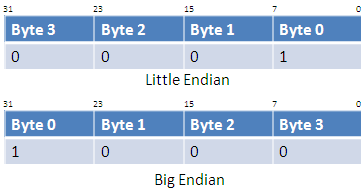 31 23 15 7 0
Byte 3 Byte 2 Byte 1 Byte 0
0 0 0 1
Little Endian
31 23 15 7 0
Byte 0 Byte 1 Byte 2 Byte 3
1 0 0 0
Big Endian